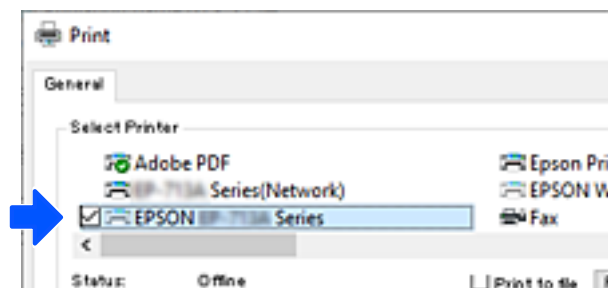 Print
General
Select Printer
Adobe PDF
Epson Pri
Series(Network)
EPSON W
EPSON Series
Fax
Status: Offline
Print to file